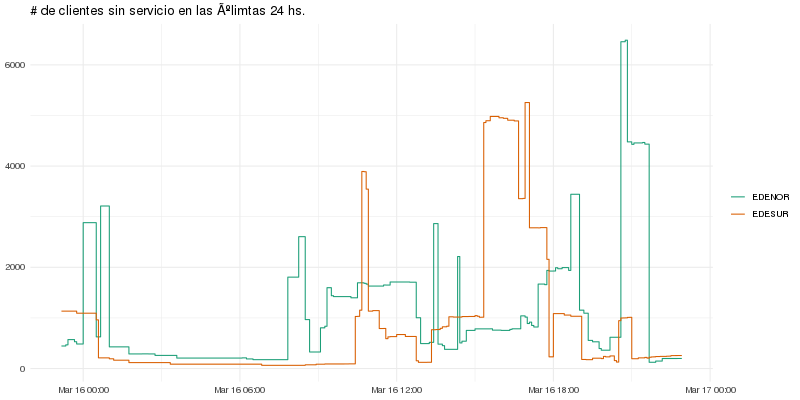 # de clientes sin servicio en las Ãºlimtas 24 hs.
6000
4000
2000
0
Mar 16 00:00
Mar 16 06:00
Mar 16 12:00
Mar 16 18:00
Mar 17 00:00
EDENOR
EDESUR